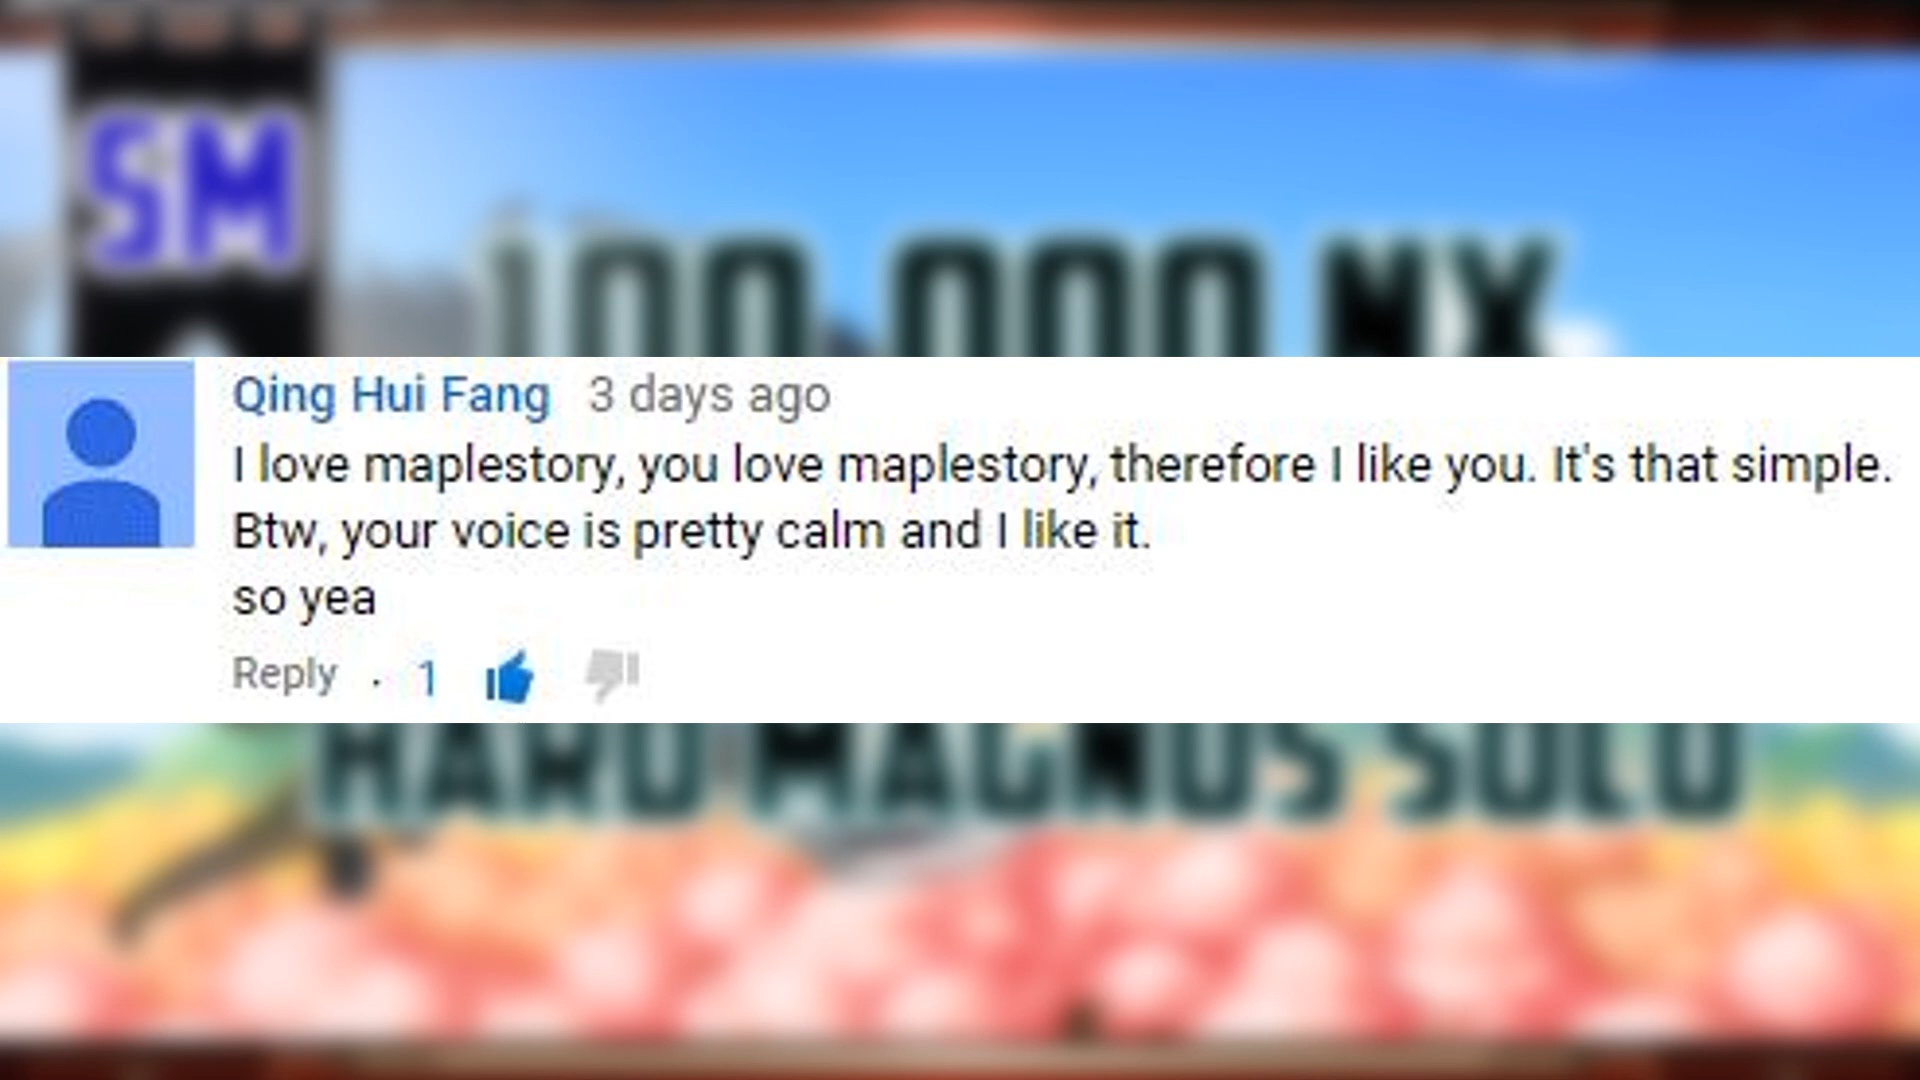 SM
100,000 NX
Qing Hui Fang 3 days ago
I love maplestory, you love maplestory, therefore I like you. It's that simple.
Btw, your voice is pretty calm and I like it.
so yea
Reply · 1
HARD MAGNUS SOLO